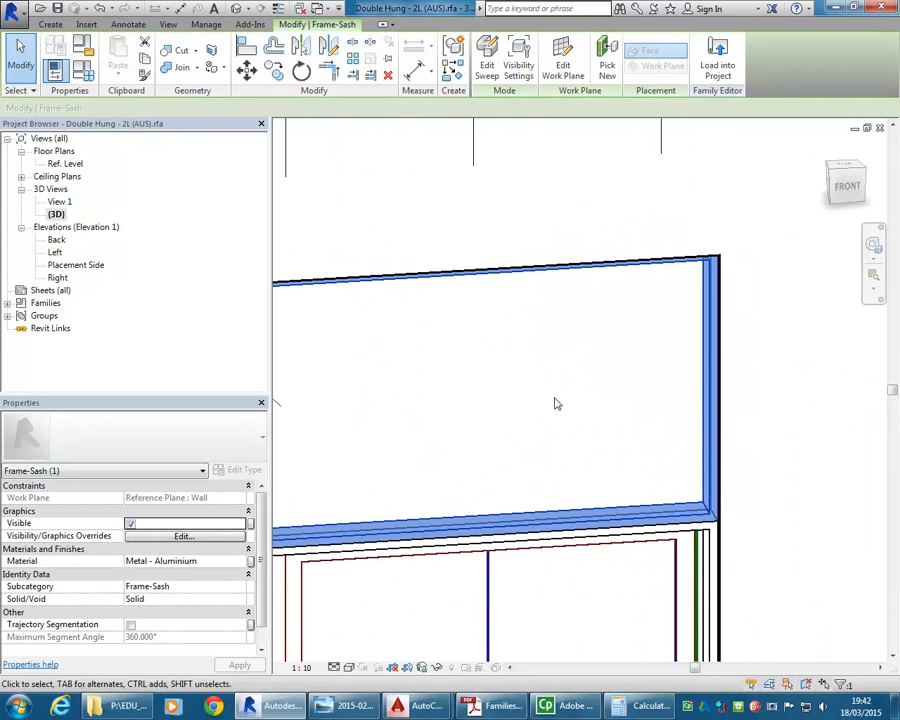 Double Hung - 2L (AUS).rfa - 3...
Type a keyword or phrase
Sign In
Create
Insert
Annotate
View
Manage
Add-Ins
Modify | Frame-Sash
Modify
Paste
Cut
Join
Edit Sweep
Visibility Settings
Edit Work Plane
Pick New
Face
Work Plane
Load into Project
Select
Properties
Clipboard
Geometry
Modify
Measure
Create
Mode
Work Plane
Placement
Family Editor
Modify | Frame-Sash
Project Browser - Double Hung - 2L (AUS).rfa
Views (all)
Floor Plans
Ref. Level
Ceiling Plans
3D Views
View 1
{3D}
Elevations (Elevation 1)
Back
Left
Placement Side
Right
Sheets (all)
Families
Groups
Revit Links
TOP
FRONT
Properties
Frame-Sash (1)
Edit Type
Constraints
Work Plane Reference Plane : Wall
Graphics
Visible
Visibility/Graphics Overrides Edit...
Materials and Finishes
Material Metal - Aluminium
Identity Data
Subcategory Frame-Sash
Solid/Void Solid
Other
Trajectory Segmentation
Maximum Segment Angle 360.000°
Properties help
Apply
1 : 10
Click to select, TAB for alternates, CTRL adds, SHIFT unselects.
:1
P:\EDU_...
Autodes...
2015-02...
AutoC...
Families...
Adobe ...
Calculat...
19:42
18/03/2015